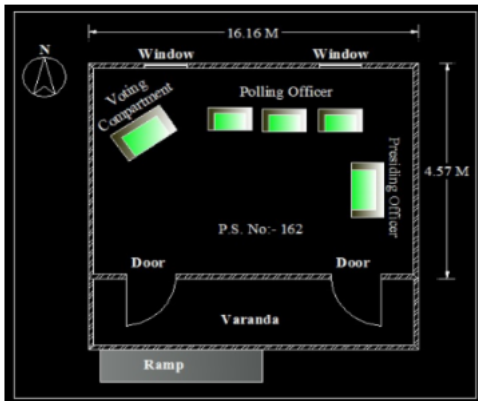 16.16 M
N
Window
Window
Voting
Compartment
Polling Officer
Presiding Officer
4.57 M
P.S. No:- 162
Door
Door
Varanda
Ramp